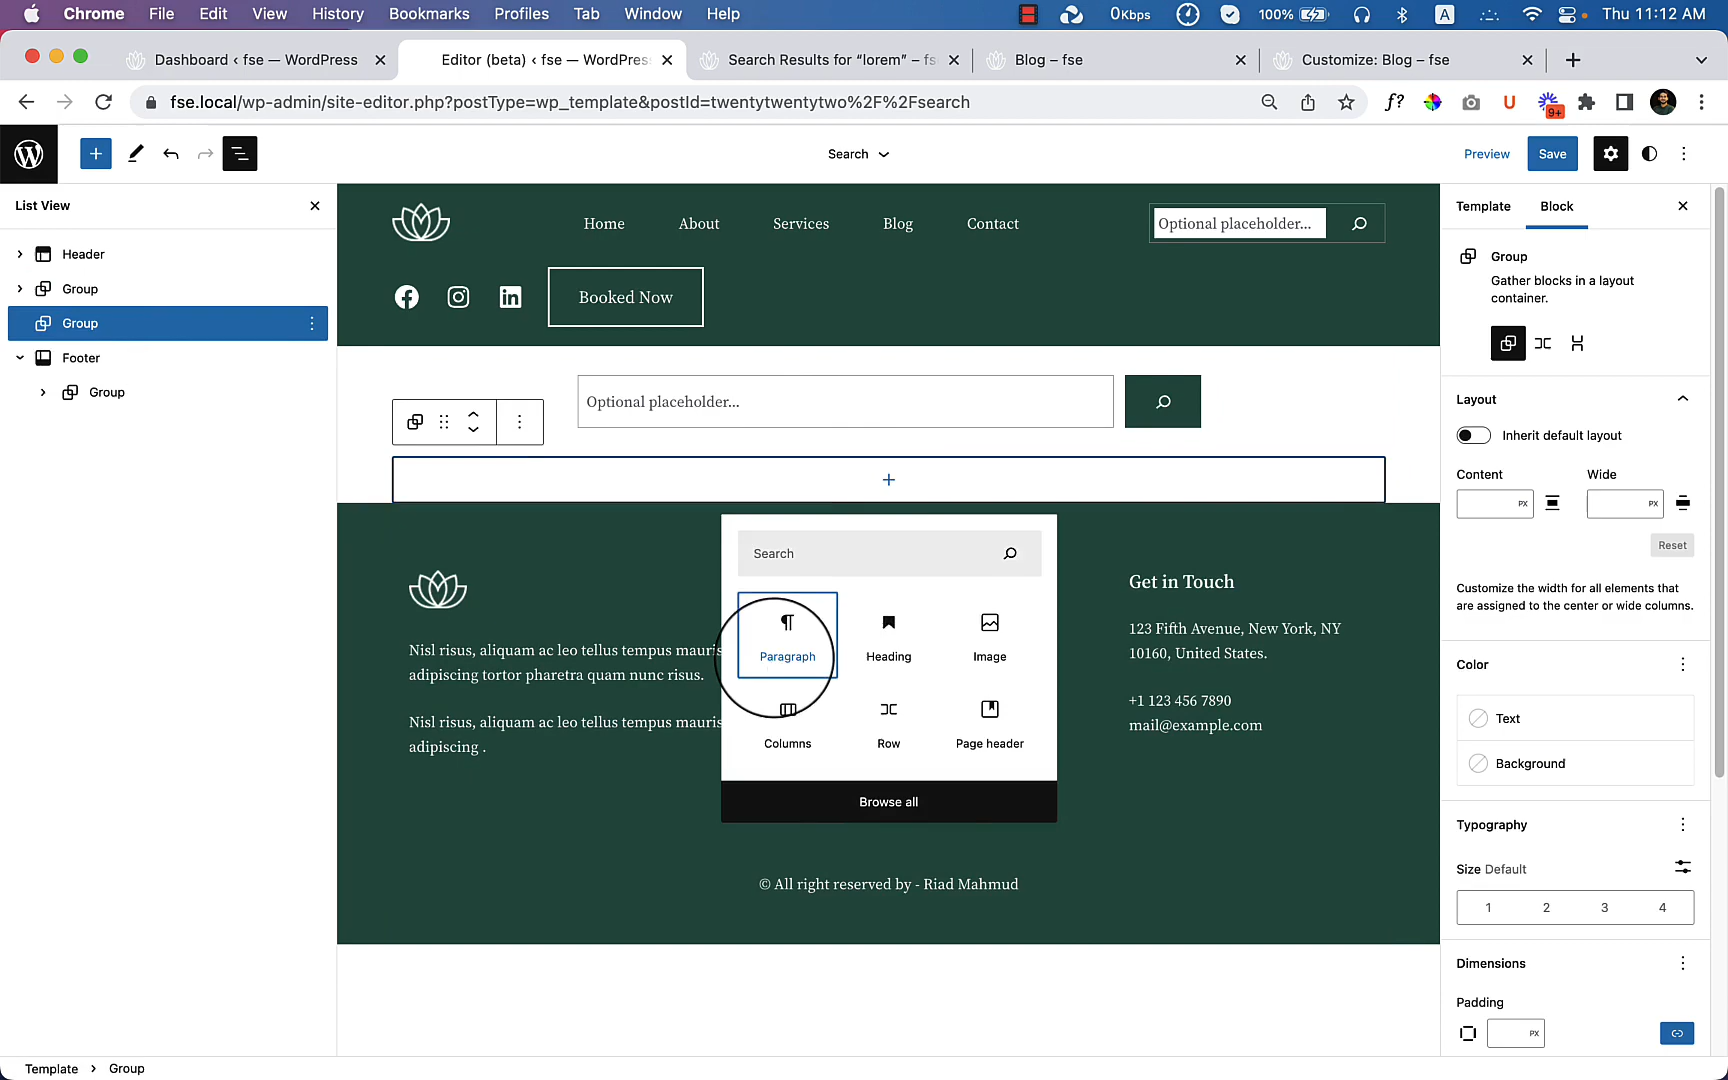 Chrome File Edit View History Bookmarks Profiles Tab Window Help 0Kbps 100% A Thu 11:12 AM
Dashboard ‹ fse — WordPress
Editor (beta) ‹ fse — WordPress
Search Results for “lorem” – fs
Blog – fse
Customize: Blog – fse
fse.local/wp-admin/site-editor.php?postType=wp_template&postId=twentytwentytwo%2F%2Fsearch
f?
U
9+
Search
Preview
Save
List View
Header
Group
Group
Footer
Group
Home About Services Blog Contact
Optional placeholder...
Booked Now
Optional placeholder...
Search
Paragraph Heading Image
Columns Row Page header
Browse all
Nisl risus, aliquam ac leo tellus tempus mauris
adipiscing tortor pharetra quam nunc risus.
Nisl risus, aliquam ac leo tellus tempus mauris
adipiscing .
Get in Touch
123 Fifth Avenue, New York, NY
10160, United States.
+1 123 456 7890
mail@example.com
© All right reserved by - Riad Mahmud
Template Block
Group
Gather blocks in a layout
container.
Layout
Inherit default layout
Content Wide
PX PX
Reset
Customize the width for all elements that
are assigned to the center or wide columns.
Color
Text
Background
Typography
Size Default
1 2 3 4
Dimensions
Padding
PX
Template › Group